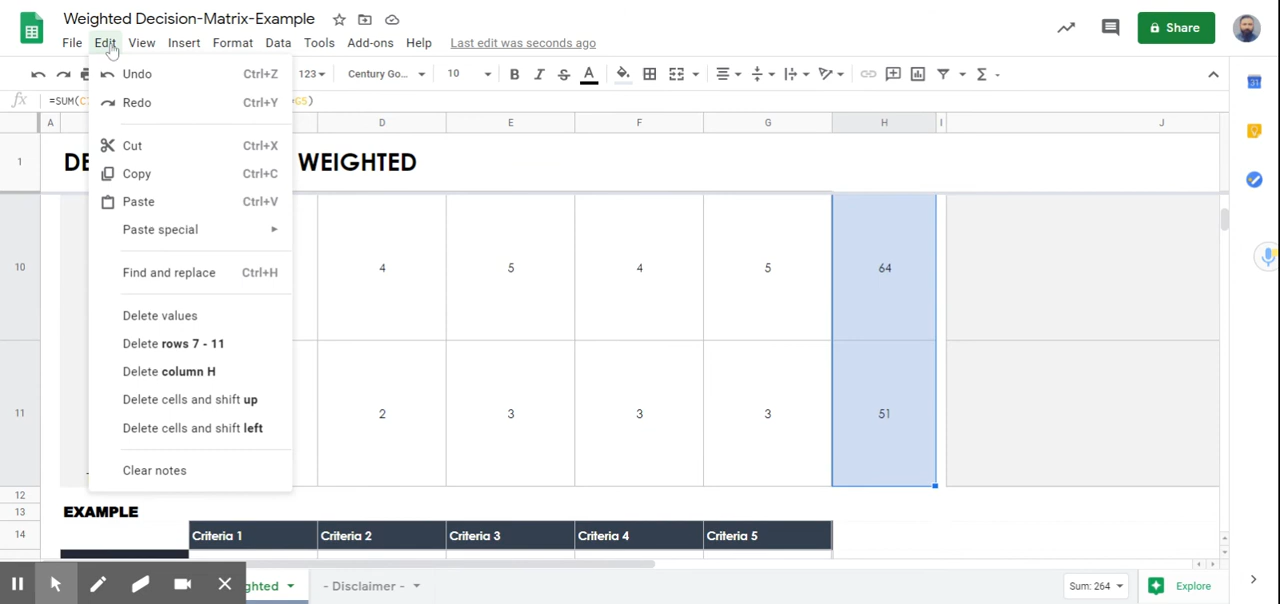 Weighted Decision-Matrix-Example
File Edit View Insert Format Data Tools Add-ons Help Last edit was seconds ago
Share
123 Century Go... 10
Undo Ctrl+Z
Redo Ctrl+Y
Cut Ctrl+X
Copy Ctrl+C
Paste Ctrl+V
Paste special
Find and replace Ctrl+H
Delete values
Delete rows 7 - 11
Delete column H
Delete cells and shift up
Delete cells and shift left
Clear notes
=SUM( G5)
A D E F G H I J
1 WEIGHTED
10 4 5 4 5 64
11 2 3 3 3 51
12
13 EXAMPLE
14 Criteria 1 Criteria 2 Criteria 3 Criteria 4 Criteria 5
- Disclaimer -
Sum: 264
Explore
31